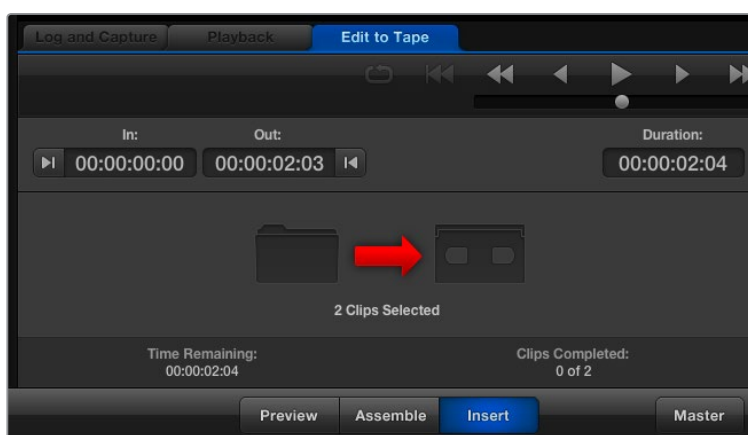 Log and Capture Playback Edit to Tape
In: Out: Duration:
00:00:00:00 00:00:02:03 00:00:02:04
2 Clips Selected
Time Remaining: Clips Completed:
00:00:02:04 0 of 2
Preview Assemble Insert Master